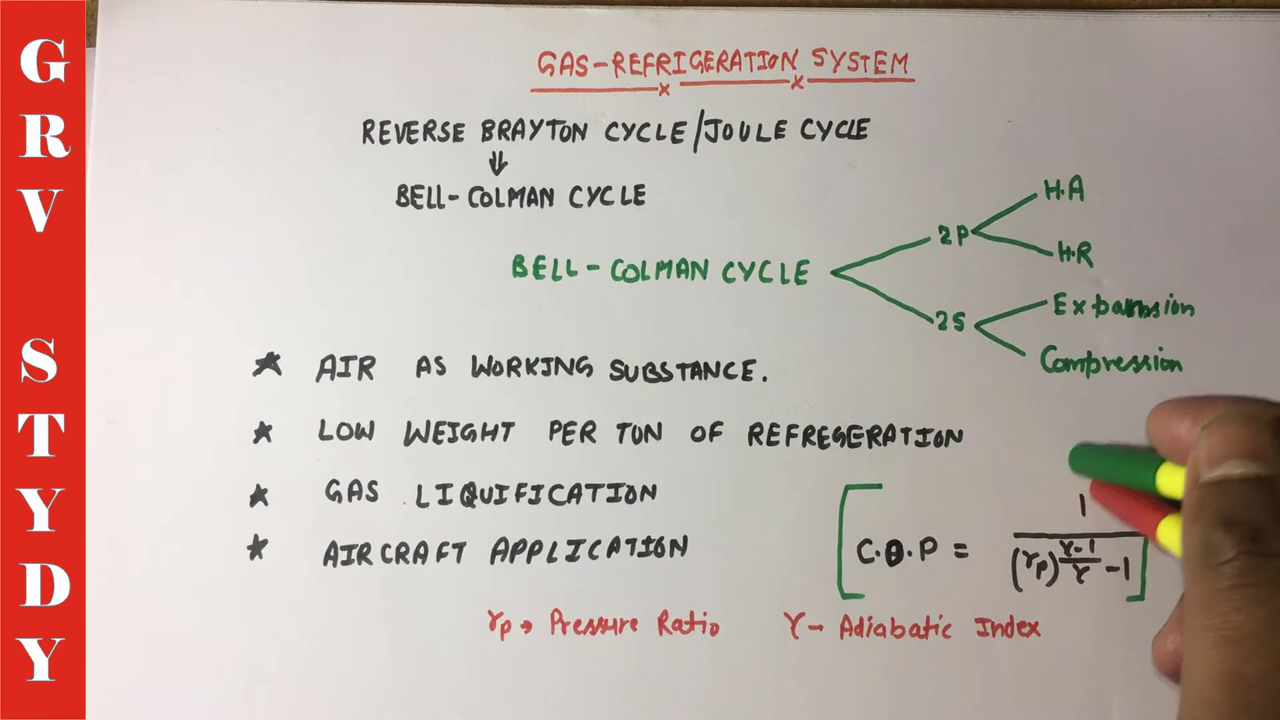 GRV STYDY
GAS-REFRIGERATION SYSTEM
REVERSE BRAYTON CYCLE/JOULE CYCLE
⇓
BELL-COLMAN CYCLE
BELL-COLMAN CYCLE
2P
H.A
H.R
2S
Expansion
Compression
★ AIR AS WORKING SUBSTANCE.
★ LOW WEIGHT PER TON OF REFREGERATION
★ GAS LIQUIFICATION
★ AIRCRAFT APPLICATION
C.O.P = 1 / ((rp)^((γ-1)/γ) - 1)
rp → Pressure Ratio γ → Adiabatic Index